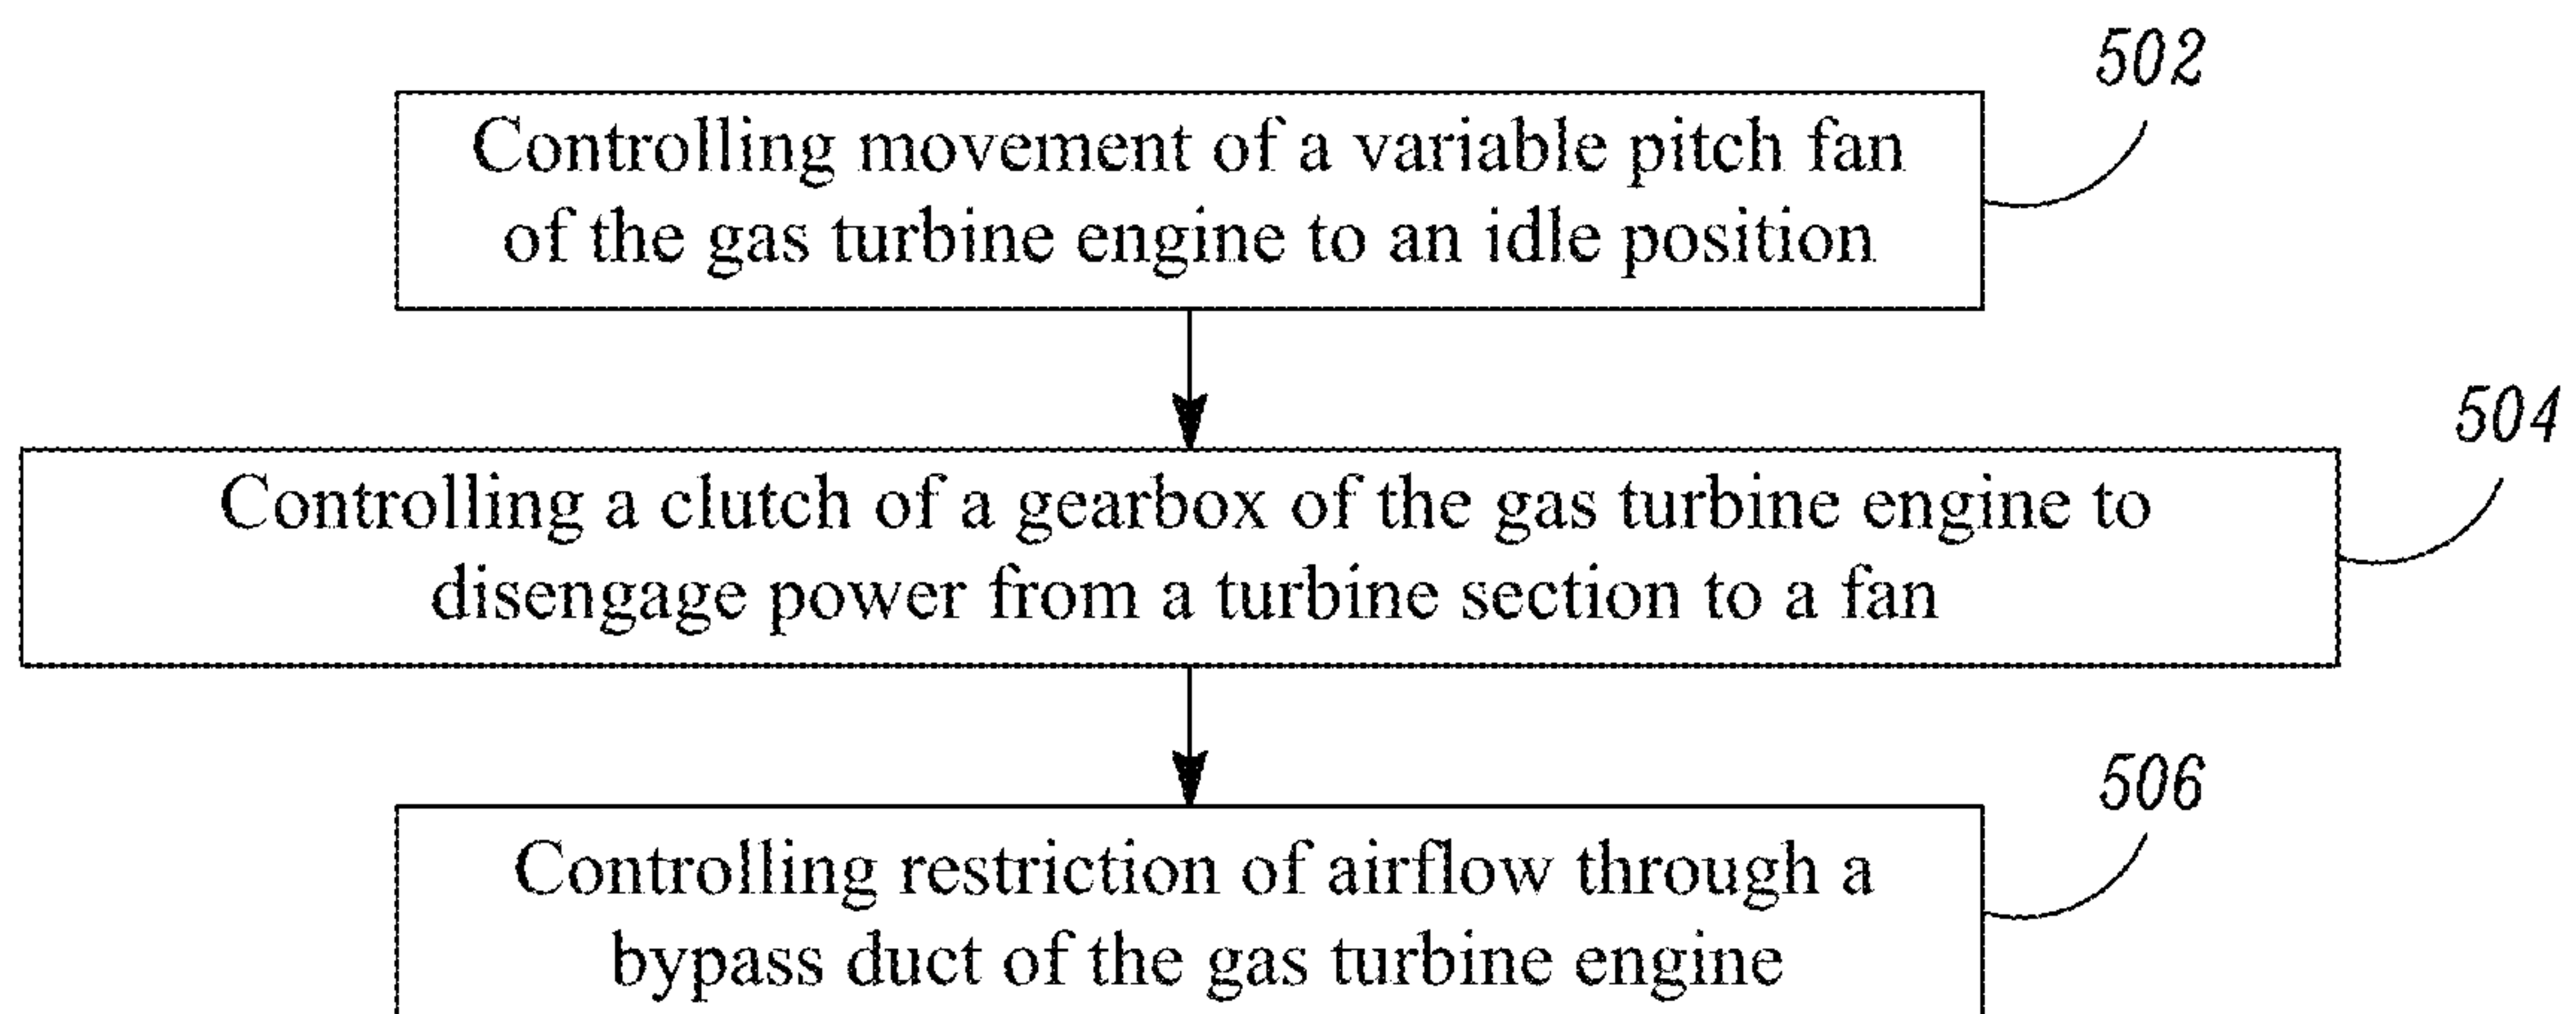 502
Controlling movement of a variable pitch fan
of the gas turbine engine to an idle position
504
Controlling a clutch of a gearbox of the gas turbine engine to
disengage power from a turbine section to a fan
506
Controlling restriction of airflow through a
bypass duct of the gas turbine engine